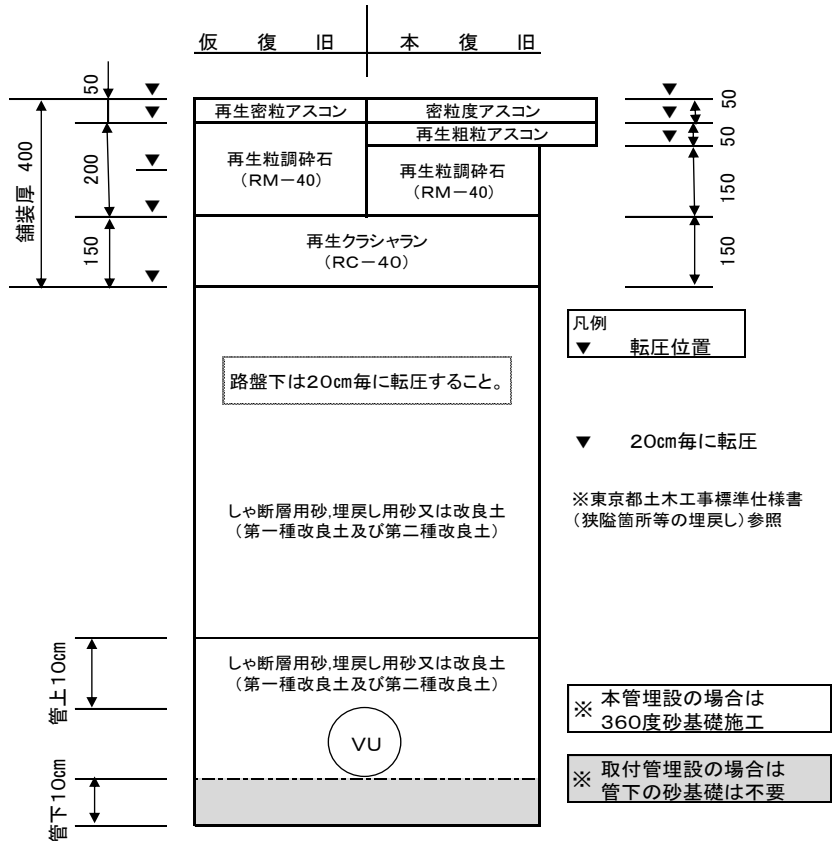 仮 復 旧 本 復 旧
50
再生密粒アスコン
密粒度アスコン
50
再生粗粒アスコン
50
舗装厚 400
200
再生粒調砕石
(RM-40)
再生粒調砕石
(RM-40)
150
150
再生クラシャラン
(RC-40)
150
凡例
▼ 転圧位置
路盤下は20㎝毎に転圧すること。
▼ 20㎝毎に転圧
しゃ断層用砂,埋戻し用砂又は改良土
(第一種改良土及び第二種改良土)
※東京都土木工事標準仕様書
(狭隘箇所等の埋戻し)参照
管上10㎝
しゃ断層用砂,埋戻し用砂又は改良土
(第一種改良土及び第二種改良土)
※ 本管埋設の場合は
360度砂基礎施工
VU
※ 取付管埋設の場合は
管下の砂基礎は不要
管下10㎝